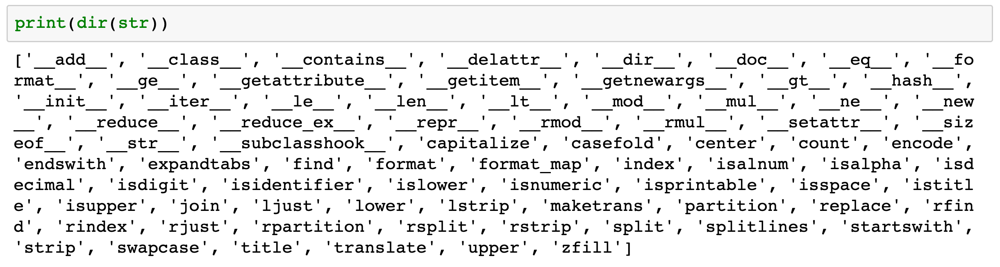 print(dir(str))
['__add__', '__class__', '__contains__', '__delattr__', '__dir__', '__doc__', '__eq__', '__fo
rmat__', '__ge__', '__getattribute__', '__getitem__', '__getnewargs__', '__gt__', '__hash__',
'__init__', '__iter__', '__le__', '__len__', '__lt__', '__mod__', '__mul__', '__ne__', '__new
__', '__reduce__', '__reduce_ex__', '__repr__', '__rmod__', '__rmul__', '__setattr__', '__siz
eof__', '__str__', '__subclasshook__', 'capitalize', 'casefold', 'center', 'count', 'encode',
'endswith', 'expandtabs', 'find', 'format', 'format_map', 'index', 'isalnum', 'isalpha', 'isd
ecimal', 'isdigit', 'isidentifier', 'islower', 'isnumeric', 'isprintable', 'isspace', 'istitl
e', 'isupper', 'join', 'ljust', 'lower', 'lstrip', 'maketrans', 'partition', 'replace', 'rfin
d', 'rindex', 'rjust', 'rpartition', 'rsplit', 'rstrip', 'split', 'splitlines', 'startswith',
'strip', 'swapcase', 'title', 'translate', 'upper', 'zfill']